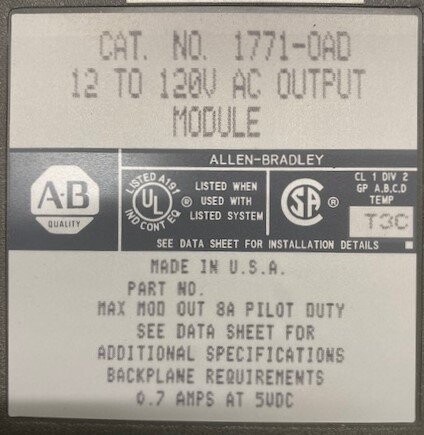 CAT. NO. 1771-OAD
12 TO 120V AC OUTPUT
MODULE
ALLEN-BRADLEY
A-B
QUALITY
LISTED A191
UL
IND CONT EQ
®
LISTED WHEN
USED WITH
LISTED SYSTEM
SA
®
CL 1 DIV 2
GP A,B,C,D
TEMP
T3C
SEE DATA SHEET FOR INSTALLATION DETAILS
MADE IN U.S.A.
PART NO.
MAX MOD OUT 8A PILOT DUTY
SEE DATA SHEET FOR
ADDITIONAL SPECIFICATIONS
BACKPLANE REQUIREMENTS
0.7 AMPS AT 5VDC